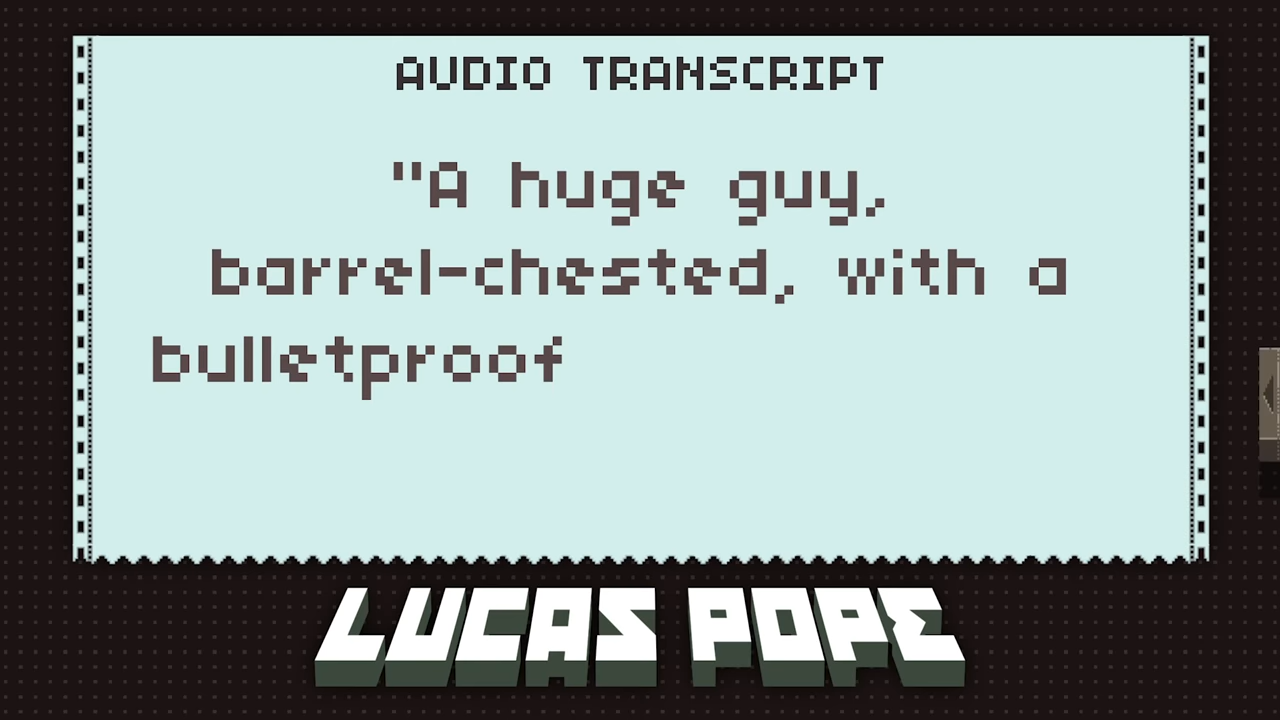 AUDIO TRANSCRIPT
"A huge guy,
barrel-chested, with a
bulletproof
LUCAS POPE